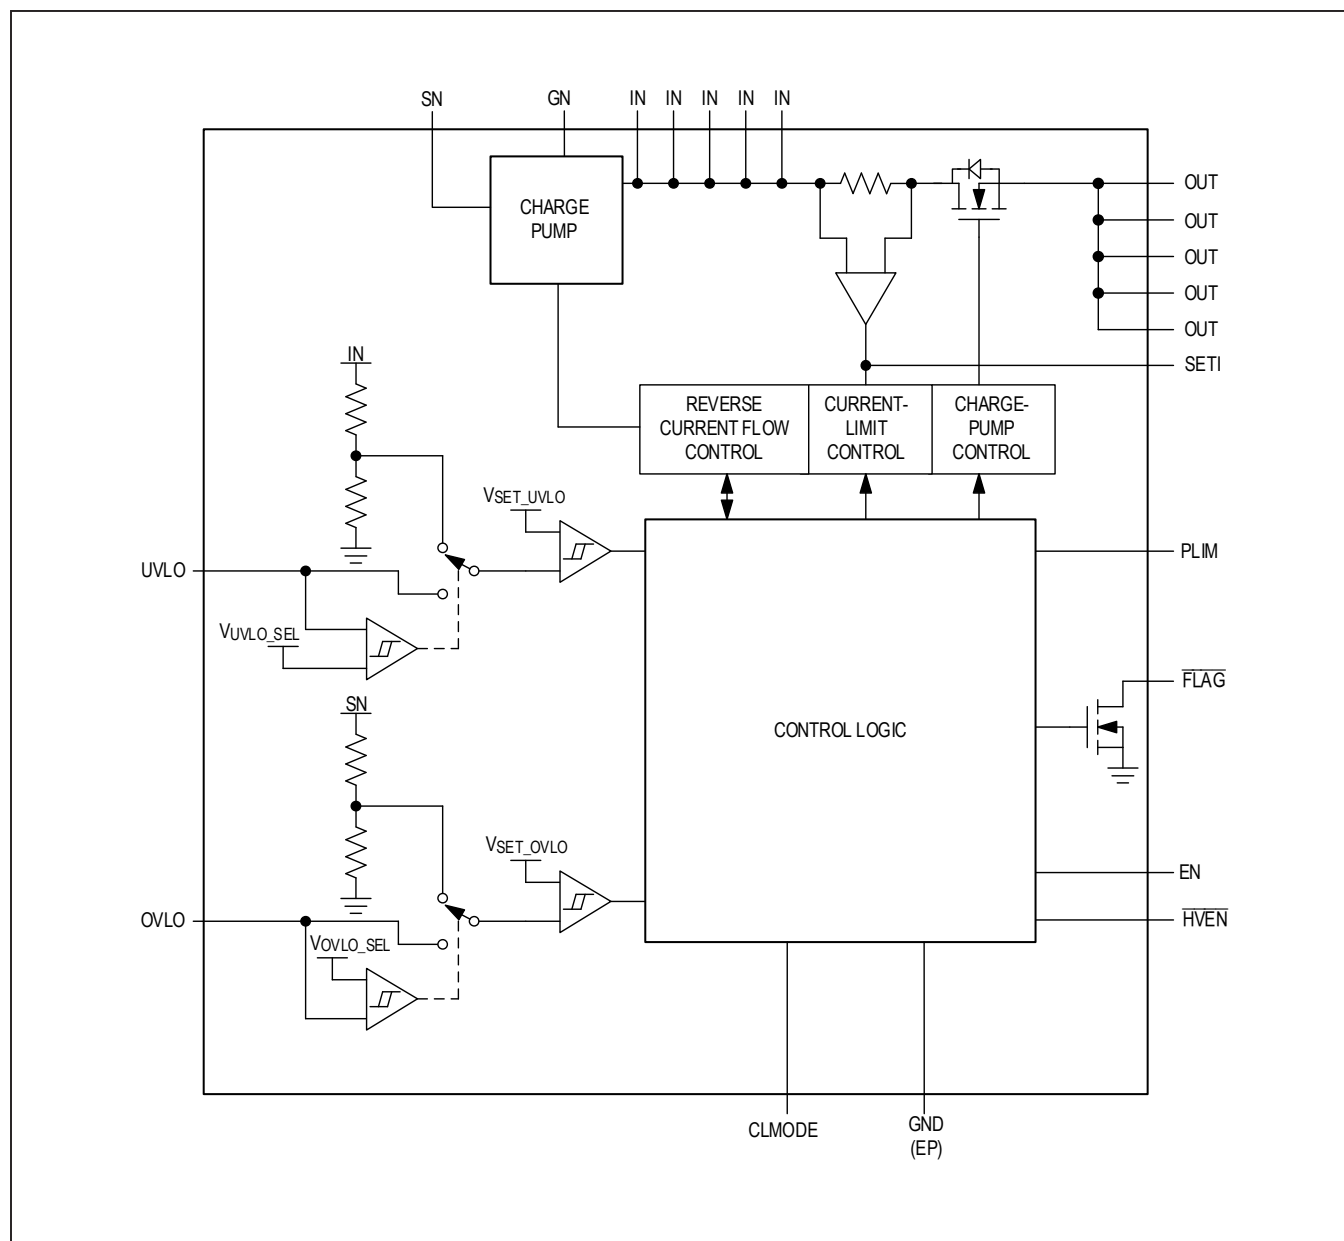 SN
GN
IN
IN
IN
IN
IN
CHARGE
PUMP
OUT
OUT
OUT
OUT
OUT
SETI
IN
REVERSE
CURRENT FLOW
CONTROL
CURRENT-
LIMIT
CONTROL
CHARGE-
PUMP
CONTROL
VSET_UVLO
UVLO
PLIM
VUVLO_SEL
FLAG
SN
CONTROL LOGIC
VSET_OVLO
EN
OVLO
HVEN
VOVLO_SEL
CLMODE
GND
(EP)